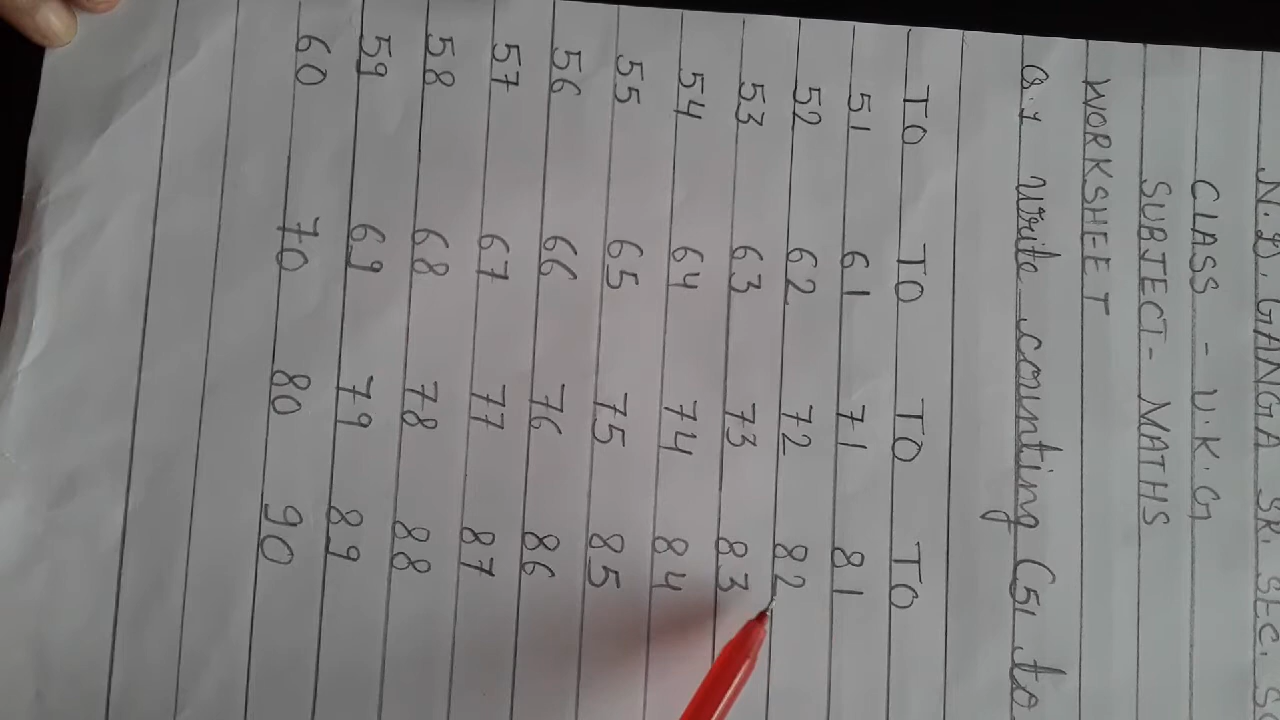 N.D. GANGA SR. SEC. SC
CLASS - U.K.G
SUBJECT- MATHS
WORKSHEET
Q.1 Write counting (51 to
TO TO TO TO
51 61 71 81
52 62 72 82
53 63 73 83
54 64 74 84
55 65 75 85
56 66 76 86
57 67 77 87
58 68 78 88
59 69 79 89
60 70 80 90